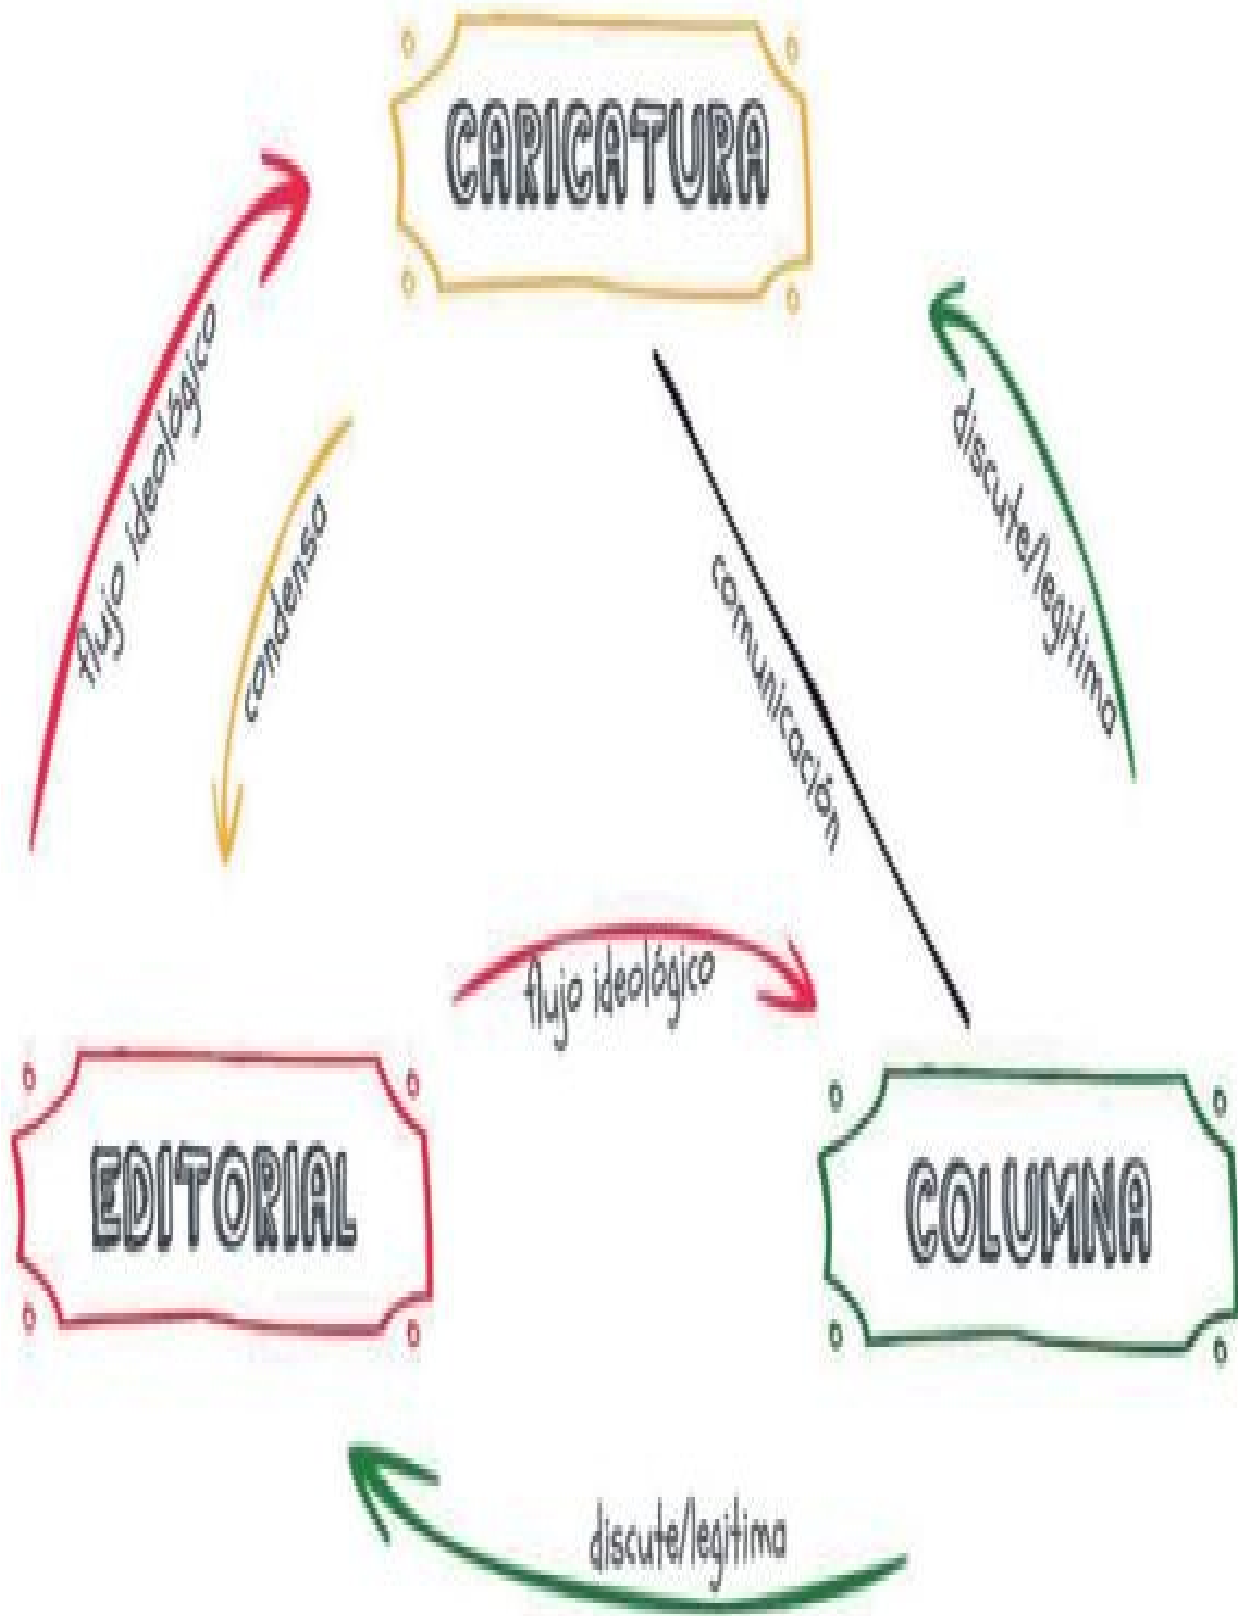 CARICATURA
flujo ideológico
condensa
comunicación
discute/legitima
flujo ideológico
EDITORIAL
COLUMNA
discute/legitima